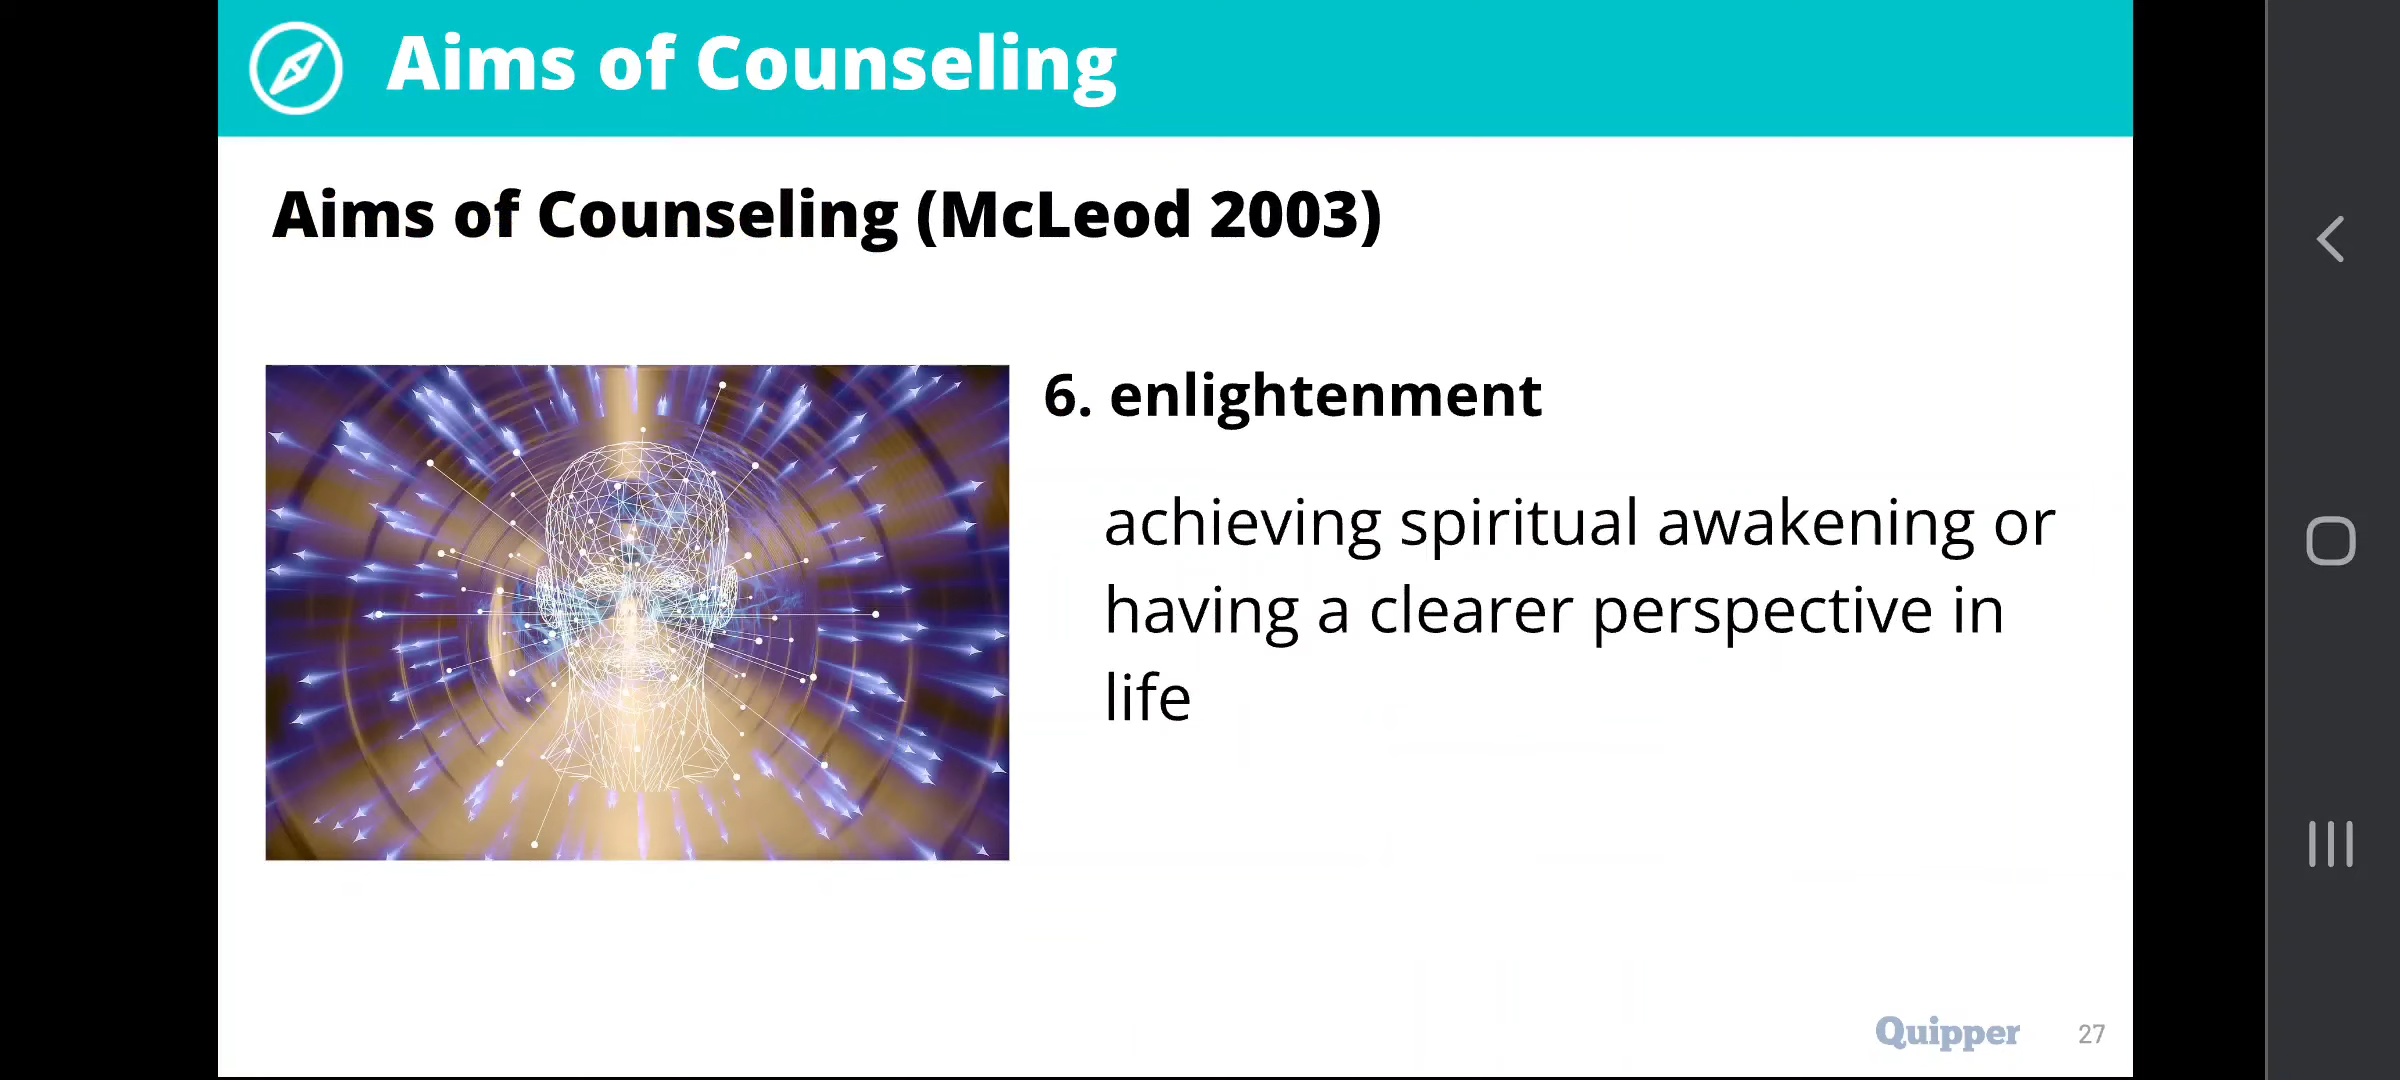 Aims of Counseling
Aims of Counseling (McLeod 2003)
6. enlightenment
achieving spiritual awakening or
having a clearer perspective in
life
Quipper
27